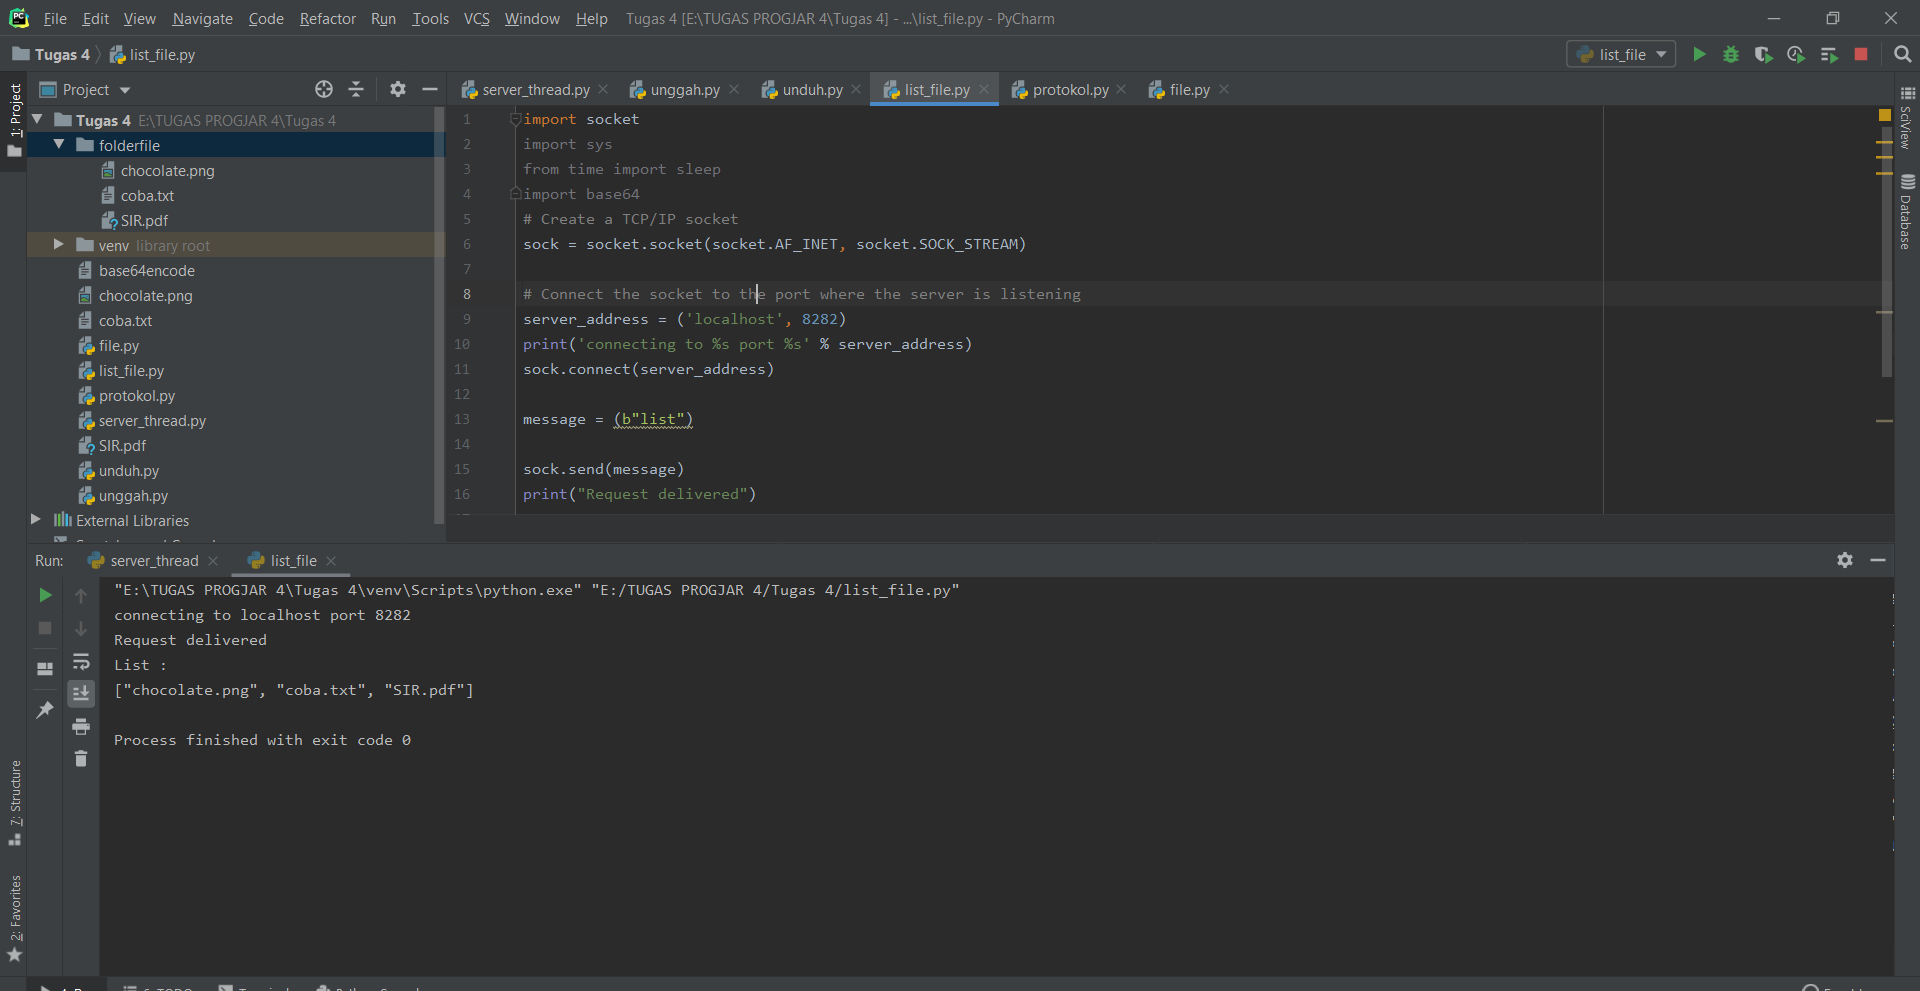 File Edit View Navigate Code Refactor Run Tools VCS Window Help Tugas 4 [E:\TUGAS PROGJAR 4\Tugas 4] - ...\list_file.py - PyCharm
Tugas 4 list_file.py
list_file
Project
server_thread.py unggah.py unduh.py list_file.py protokol.py file.py
1: Project
Tugas 4 E:\TUGAS PROGJAR 4\Tugas 4
folderfile
chocolate.png
coba.txt
SIR.pdf
venv library root
base64encode
chocolate.png
coba.txt
file.py
list_file.py
protokol.py
server_thread.py
SIR.pdf
unduh.py
unggah.py
External Libraries
1 import socket
2 import sys
3 from time import sleep
4 import base64
5 # Create a TCP/IP socket
6 sock = socket.socket(socket.AF_INET, socket.SOCK_STREAM)
7
8 # Connect the socket to the port where the server is listening
9 server_address = ('localhost', 8282)
10 print('connecting to %s port %s' % server_address)
11 sock.connect(server_address)
12
13 message = (b"list")
14
15 sock.send(message)
16 print("Request delivered")
SciView
Database
Run: server_thread list_file
"E:\TUGAS PROGJAR 4\Tugas 4\venv\Scripts\python.exe" "E:/TUGAS PROGJAR 4/Tugas 4/list_file.py"
connecting to localhost port 8282
Request delivered
List :
["chocolate.png", "coba.txt", "SIR.pdf"]
Process finished with exit code 0
7: Structure
2: Favorites